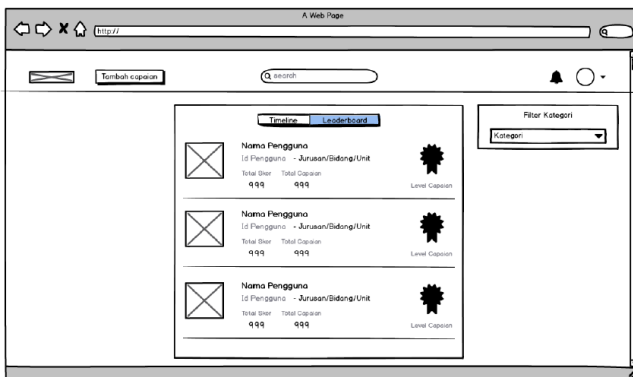 A Web Page
http://
Tambah capaian
search
Timeline Leaderboard
Filter Kategori
Kategori
Nama Pengguna
Id Pengguna - Jurusan/Bidang/Unit
Total Skor Total Capaian
999 999
Level Capaian
Nama Pengguna
Id Pengguna - Jurusan/Bidang/Unit
Total Skor Total Capaian
999 999
Level Capaian
Nama Pengguna
Id Pengguna - Jurusan/Bidang/Unit
Total Skor Total Capaian
999 999
Level Capaian